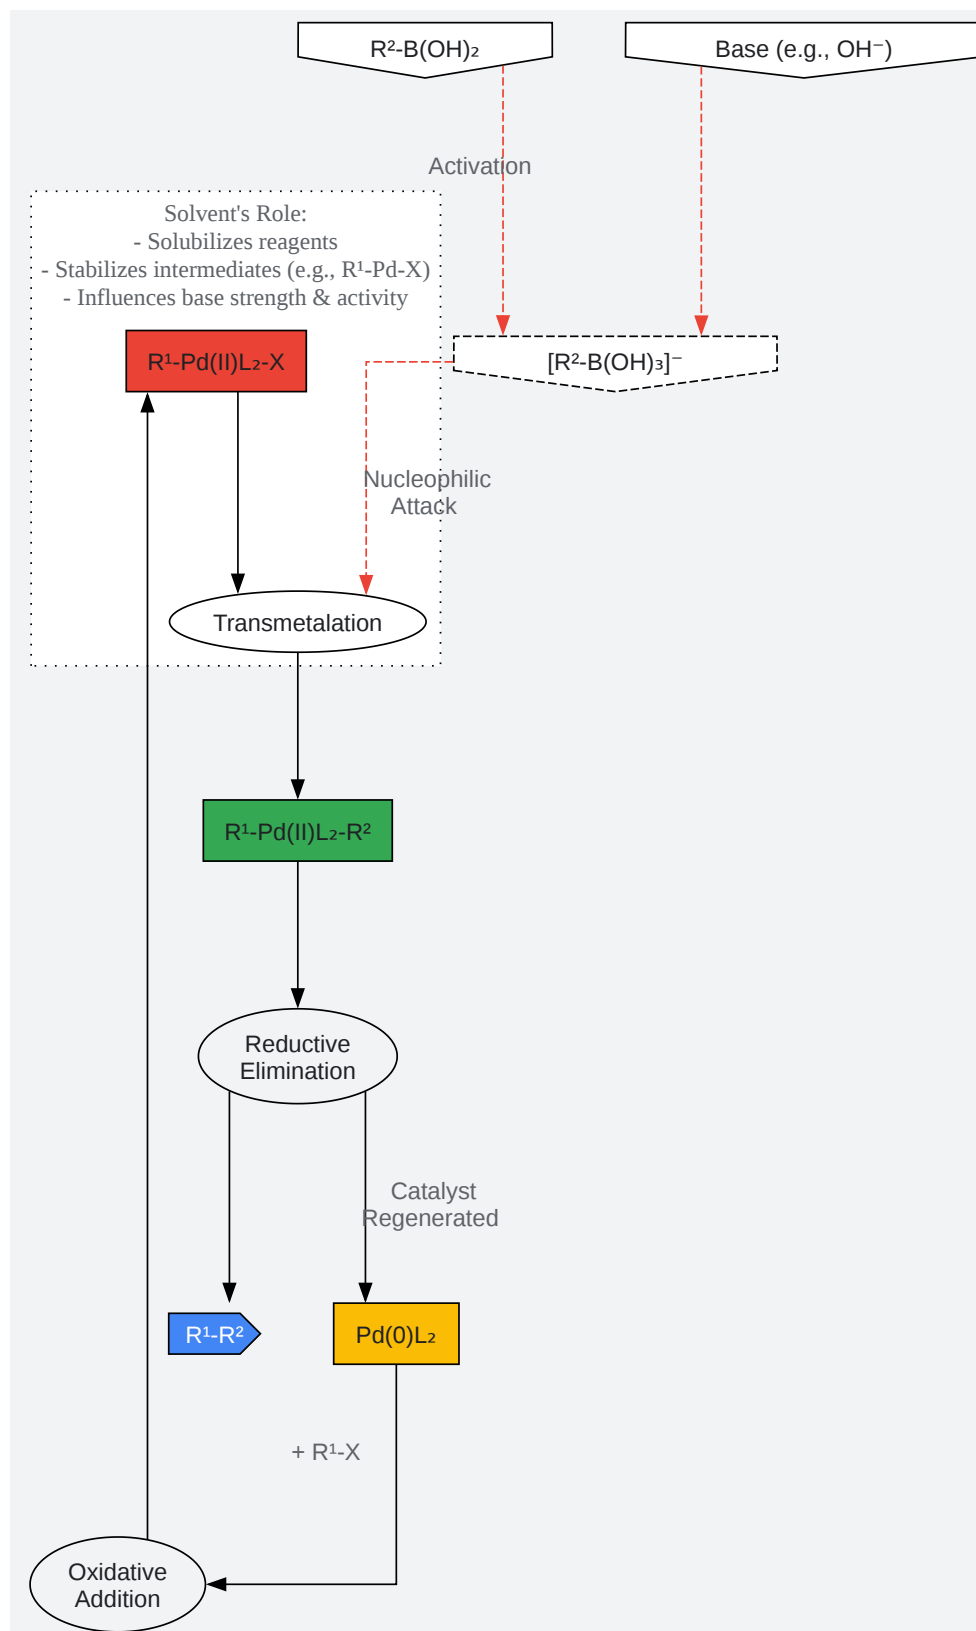 R²-B(OH)₂
Base (e.g., OH⁻)
Activation
Solvent's Role:
- Solubilizes reagents
- Stabilizes intermediates (e.g., R¹-Pd-X)
- Influences base strength & activity
R¹-Pd(II)L₂-X
[R²-B(OH)₃]⁻
Nucleophilic
Attack
Transmetalation
R¹-Pd(II)L₂-R²
Reductive
Elimination
Catalyst
Regenerated
R¹-R²
Pd(0)L₂
+ R¹-X
Oxidative
Addition